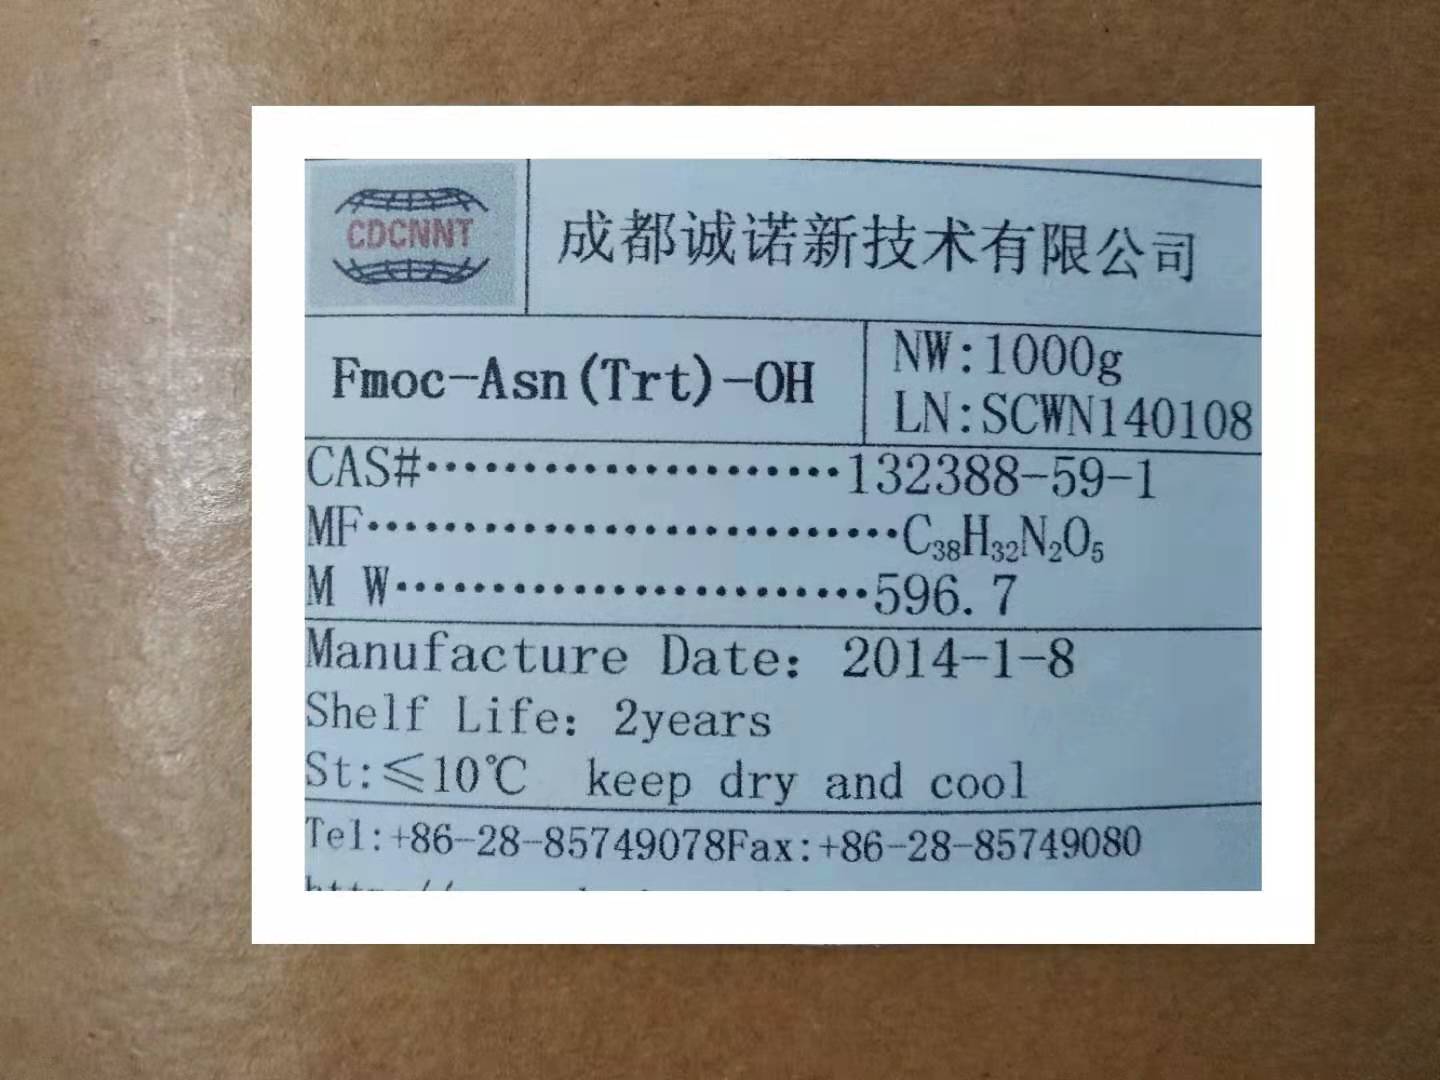 CDCNNT
成都诚诺新技术有限公司
Fmoc-Asn(Trt)-OH
NW:1000g
LN:SCWN140108
CAS#·····················132388-59-1
MF···························C₃₈H₃₂N₂O₅
M W························596.7
Manufacture Date: 2014-1-8
Shelf Life: 2years
St:≤10℃ keep dry and cool
Tel:+86-28-85749078Fax:+86-28-85749080